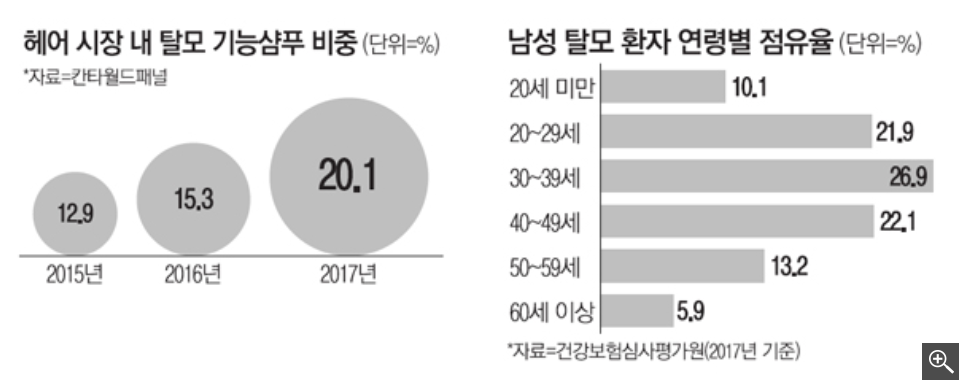 헤어 시장 내 탈모 기능샴푸 비중 (단위=%)
*자료=칸타월드패널
12.9
15.3
20.1
2015년
2016년
2017년
남성 탈모 환자 연령별 점유율 (단위=%)
20세 미만 10.1
20~29세 21.9
30~39세 26.9
40~49세 22.1
50~59세 13.2
60세 이상 5.9
*자료=건강보험심사평가원(2017년 기준)